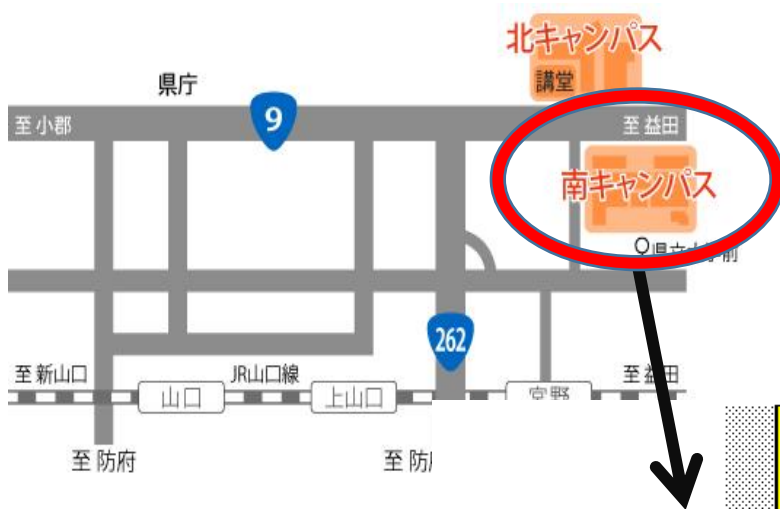 北キャンパス
講堂
県庁
至 小郡
9
至 益田
南キャンパス
262
至 新山口
JR山口線
至 益田
山口
上山口
宮野
至 防府
至 防